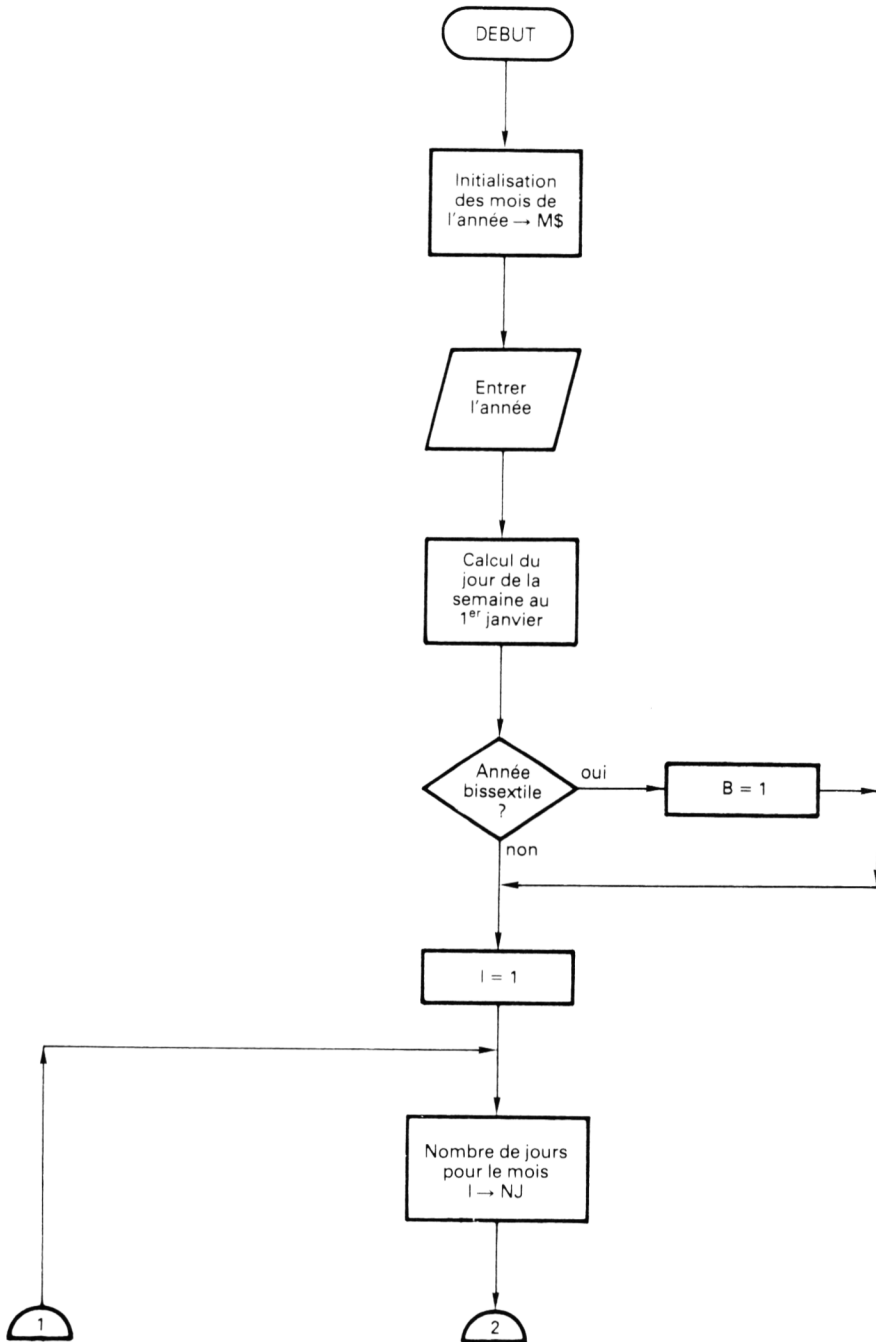 DEBUT
Initialisation
des mois de
l'année → M$
Entrer
l'année
Calcul du
jour de la
semaine au
1er janvier
Année
bissextile
?
oui
B = 1
non
I = 1
Nombre de jours
pour le mois
I → NJ
1
2